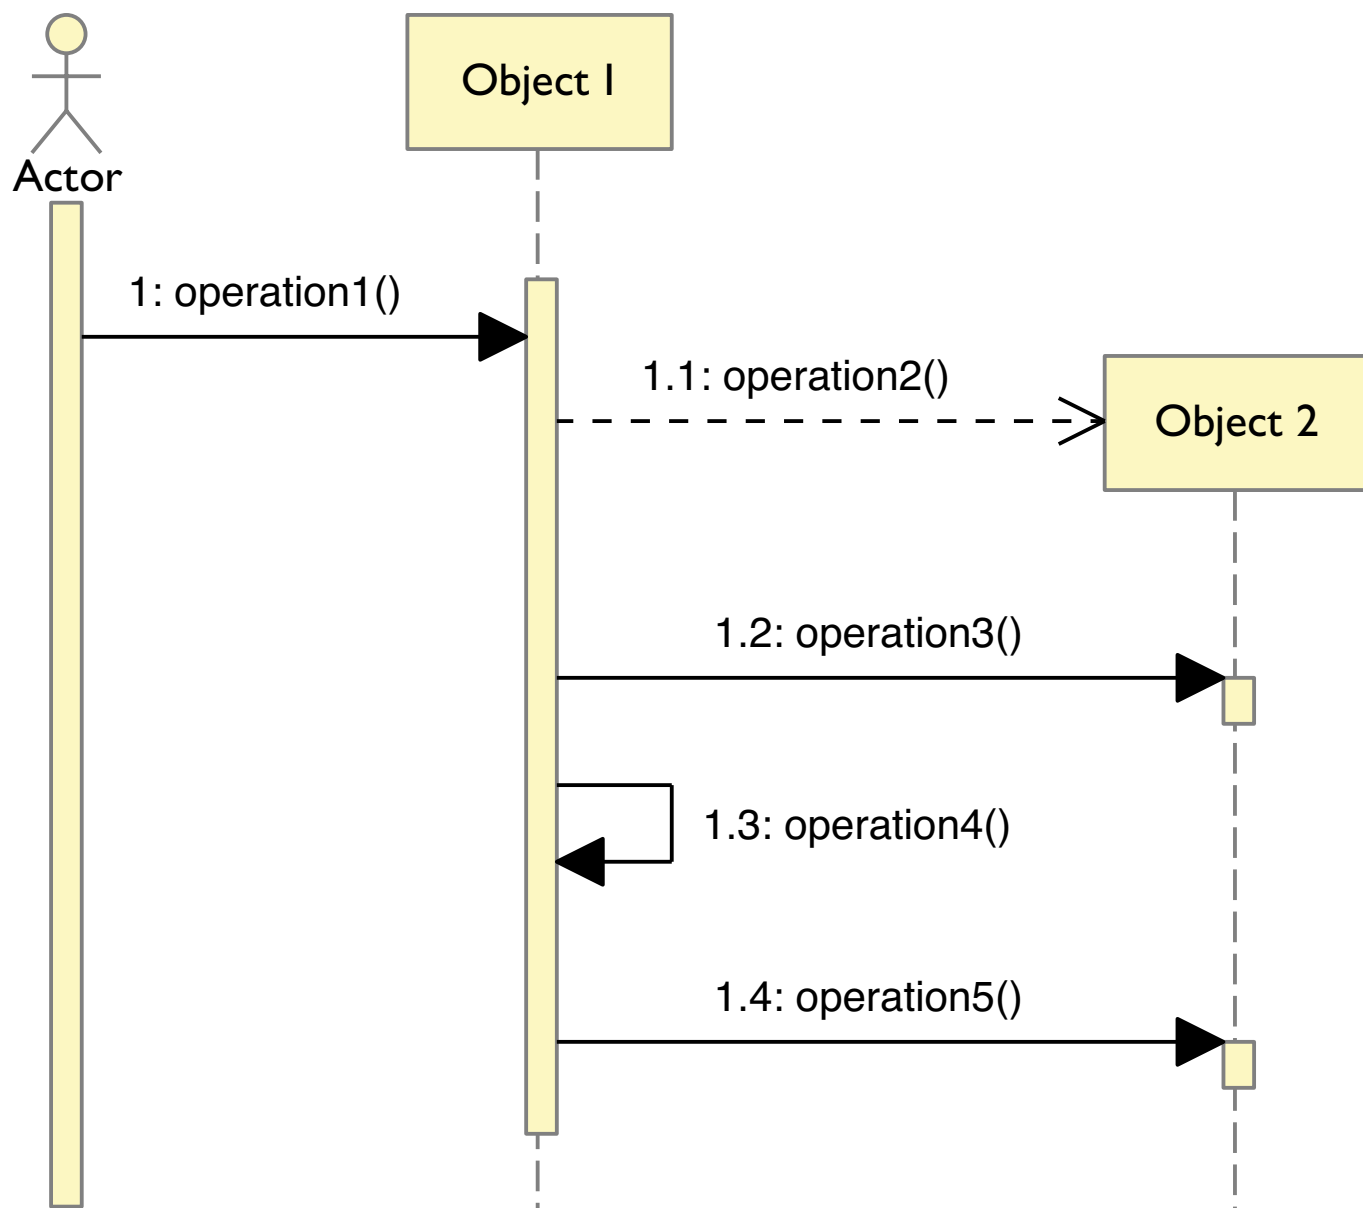 Object 1
Actor
1: operation1()
1.1: operation2()
Object 2
1.2: operation3()
1.3: operation4()
1.4: operation5()